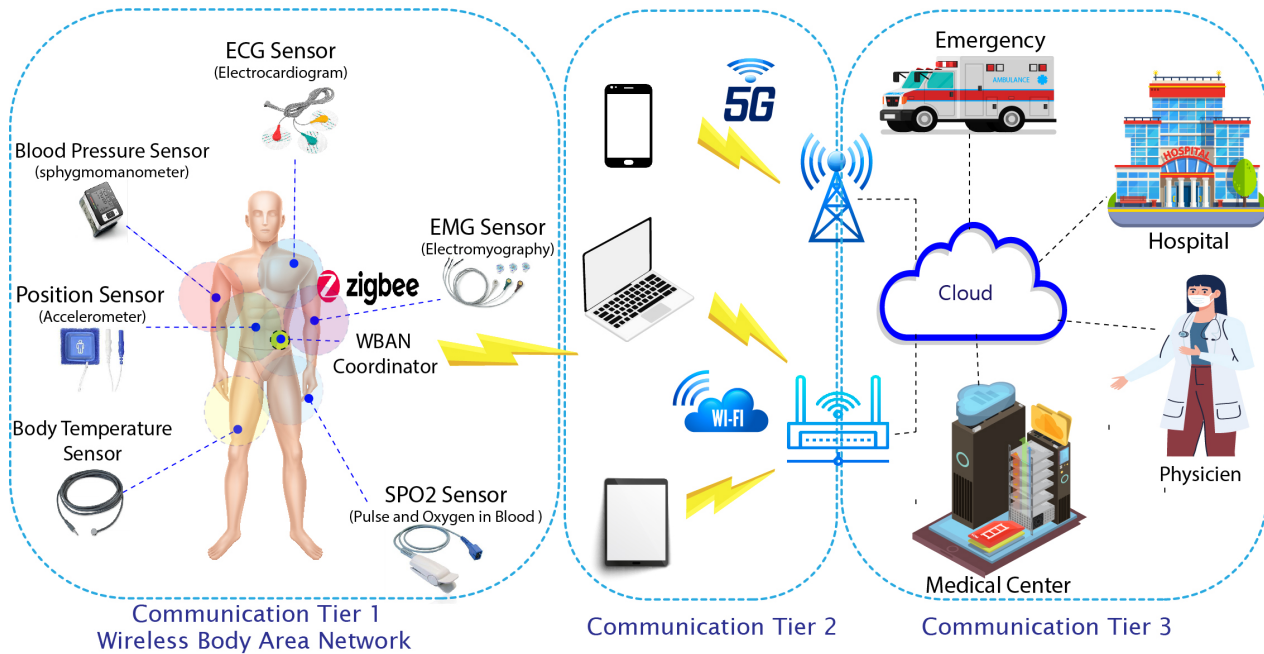 ECG Sensor
(Electrocardiogram)
Blood Pressure Sensor
(sphygmomanometer)
EMG Sensor
(Electromyography)
zigbee
Position Sensor
(Accelerometer)
WBAN
Coordinator
Body Temperature
Sensor
SPO2 Sensor
(Pulse and Oxygen in Blood )
Communication Tier 1
Wireless Body Area Network
5G
WI-FI
Communication Tier 2
Emergency
AMBULANCE
HOSPITAL
Hospital
Cloud
Physicien
Medical Center
Communication Tier 3